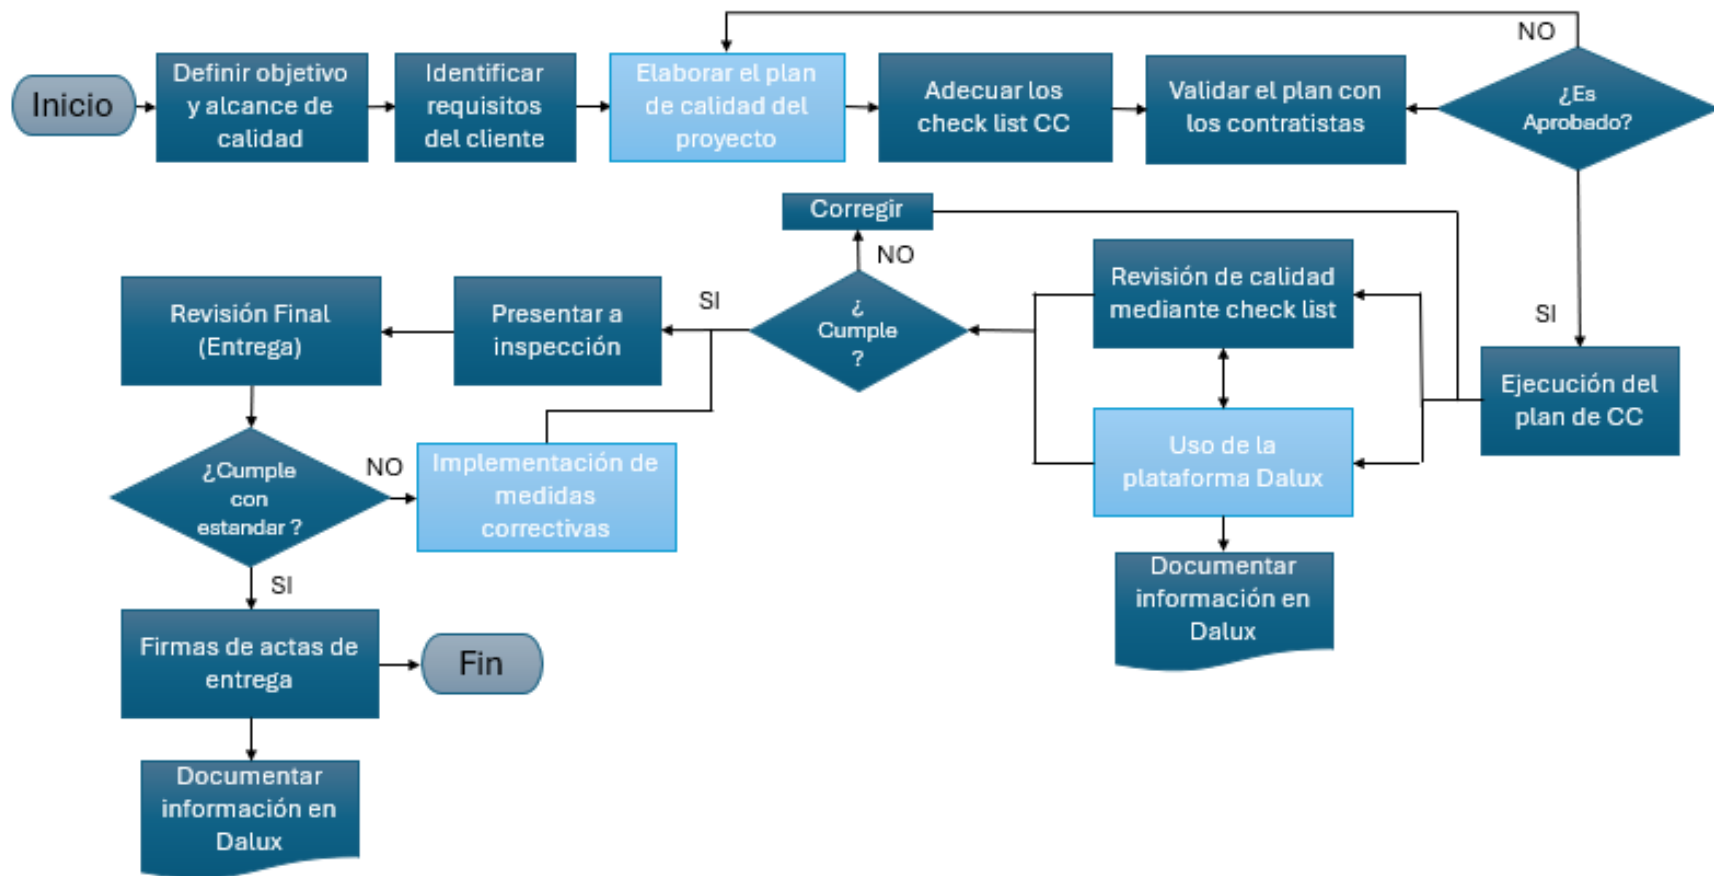 Inicio
Definir objetivo
y alcance de
calidad
Identificar
requisitos
del cliente
Elaborar el plan
de calidad del
proyecto
Adecuar los
check list CC
Validar el plan con
los contratistas
¿Es
Aprobado?
NO
SI
Ejecución del
plan de CC
Revisión de calidad
mediante check list
Uso de la
plataforma Dalux
Documentar
información en
Dalux
¿
Cumple
?
NO
Corregir
SI
Presentar a
inspección
Revisión Final
(Entrega)
¿Cumple
con
estandar ?
NO
Implementación de
medidas
correctivas
SI
Firmas de actas de
entrega
Fin
Documentar
información en
Dalux